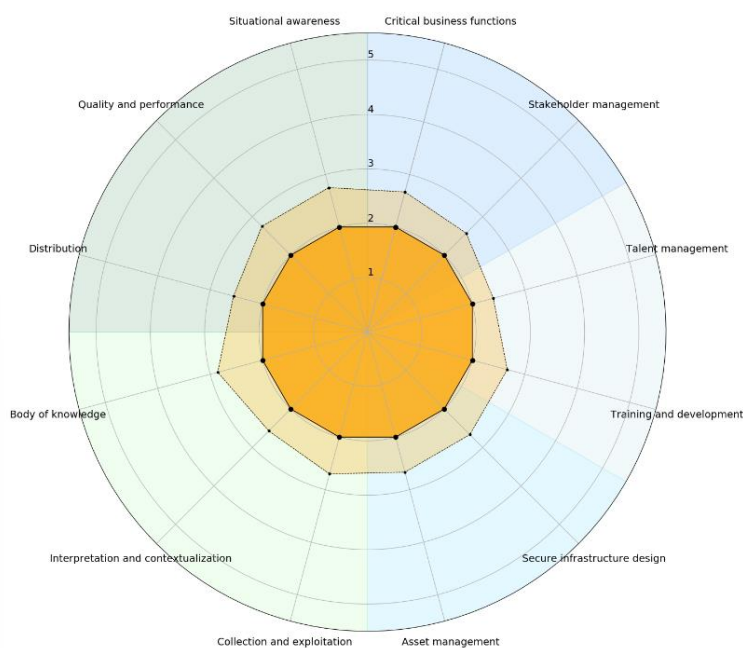 Situational awareness
Critical business functions
5
Quality and performance
Stakeholder management
4
3
2
Distribution
Talent management
1
Body of knowledge
Training and development
Interpretation and contextualization
Secure infrastructure design
Collection and exploitation
Asset management